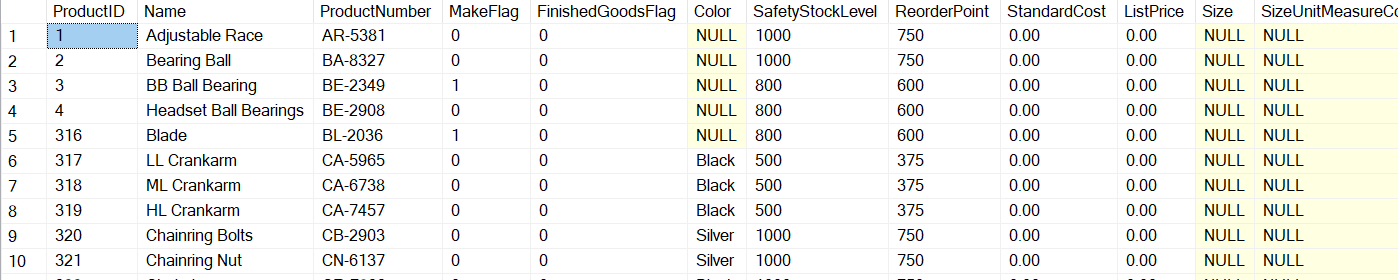 ProductID Name ProductNumber MakeFlag FinishedGoodsFlag Color SafetyStockLevel ReorderPoint StandardCost ListPrice Size
1 1 Adjustable Race AR-5381 0 0 NULL 1000 750 0.00 0.00 NULL NULL
2 2 Bearing Ball BA-8327 0 0 NULL 1000 750 0.00 0.00 NULL NULL
3 3 BB Ball Bearing BE-2349 1 0 NULL 800 600 0.00 0.00 NULL NULL
4 4 Headset Ball Bearings BE-2908 0 0 NULL 800 600 0.00 0.00 NULL NULL
5 316 Blade BL-2036 1 0 NULL 800 600 0.00 0.00 NULL NULL
6 317 LL Crankarm CA-5965 0 0 Black 500 375 0.00 0.00 NULL NULL
7 318 ML Crankarm CA-6738 0 0 Black 500 375 0.00 0.00 NULL NULL
8 319 HL Crankarm CA-7457 0 0 Black 500 375 0.00 0.00 NULL NULL
9 320 Chainring Bolts CB-2903 0 0 Silver 1000 750 0.00 0.00 NULL NULL
10 321 Chainring Nut CN-6137 0 0 Silver 1000 750 0.00 0.00 NULL NULL